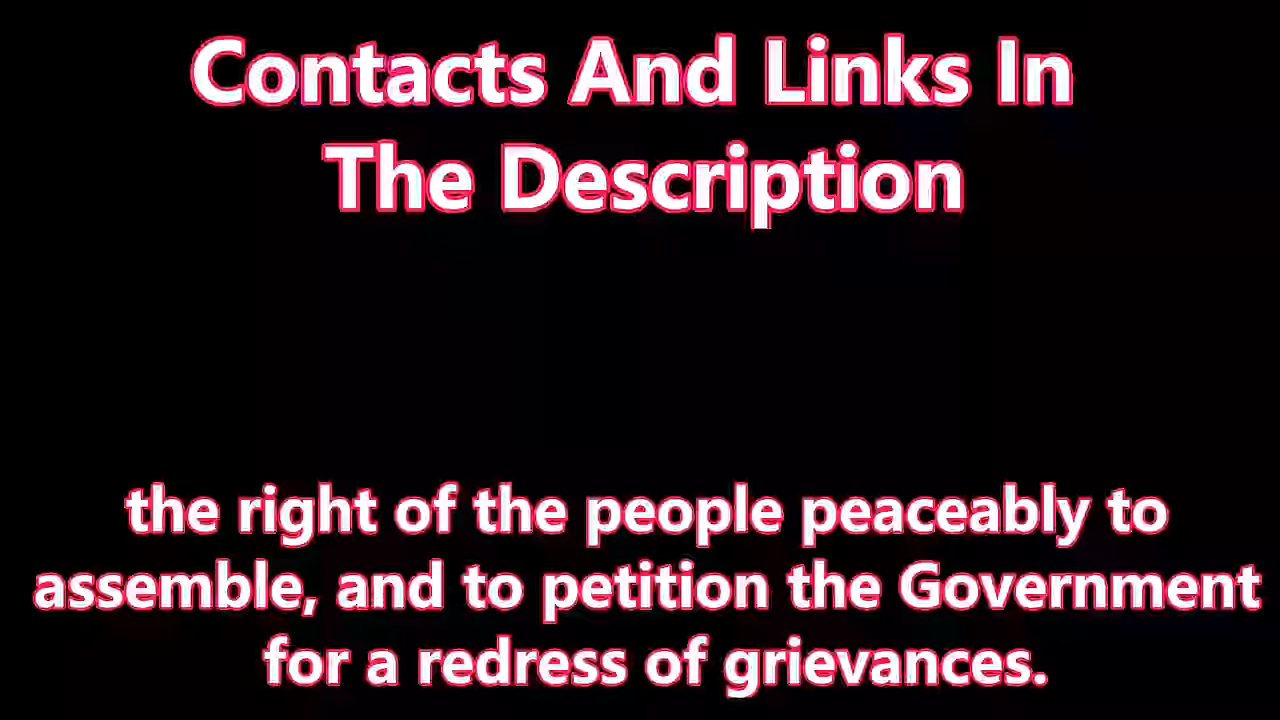 Contacts And Links In
The Description
the right of the people peaceably to
assemble, and to petition the Government
for a redress of grievances.